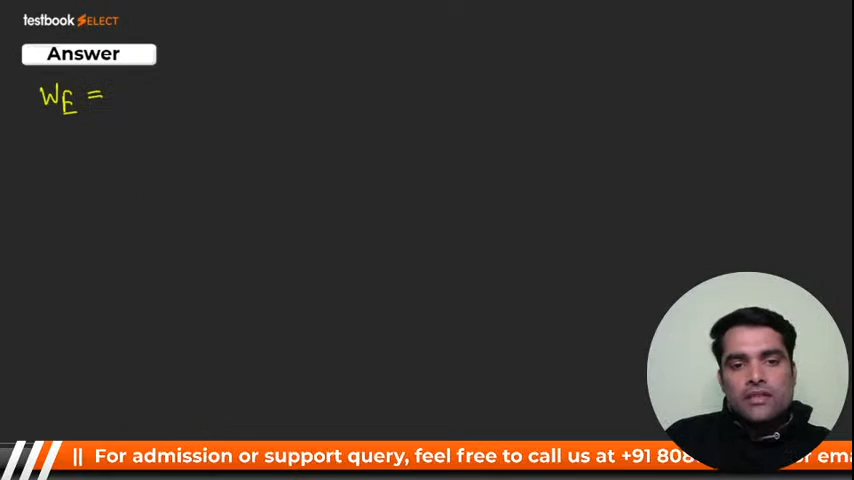 testbook SELECT
Answer
WE =
|| For admission or support query, feel free to call us at +91 808